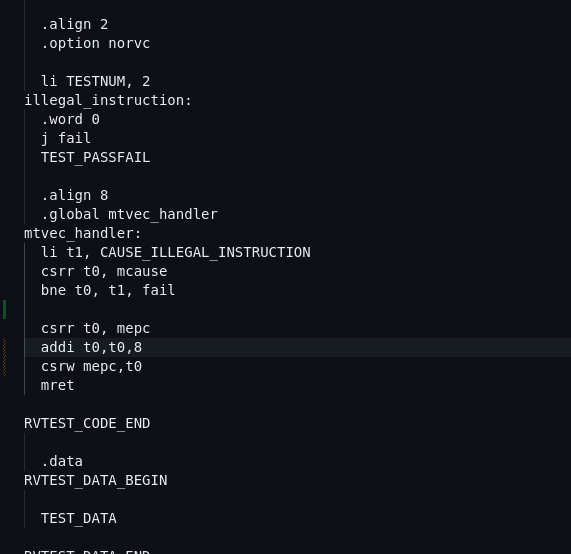 .align 2
.option norvc
li TESTNUM, 2
illegal_instruction:
.word 0
j fail
TEST_PASSFAIL
.align 8
.global mtvec_handler
mtvec_handler:
li t1, CAUSE_ILLEGAL_INSTRUCTION
csrr t0, mcause
bne t0, t1, fail
csrr t0, mepc
addi t0,t0,8
csrw mepc,t0
mret
RVTEST_CODE_END
.data
RVTEST_DATA_BEGIN
TEST_DATA
RVTEST_DATA_END